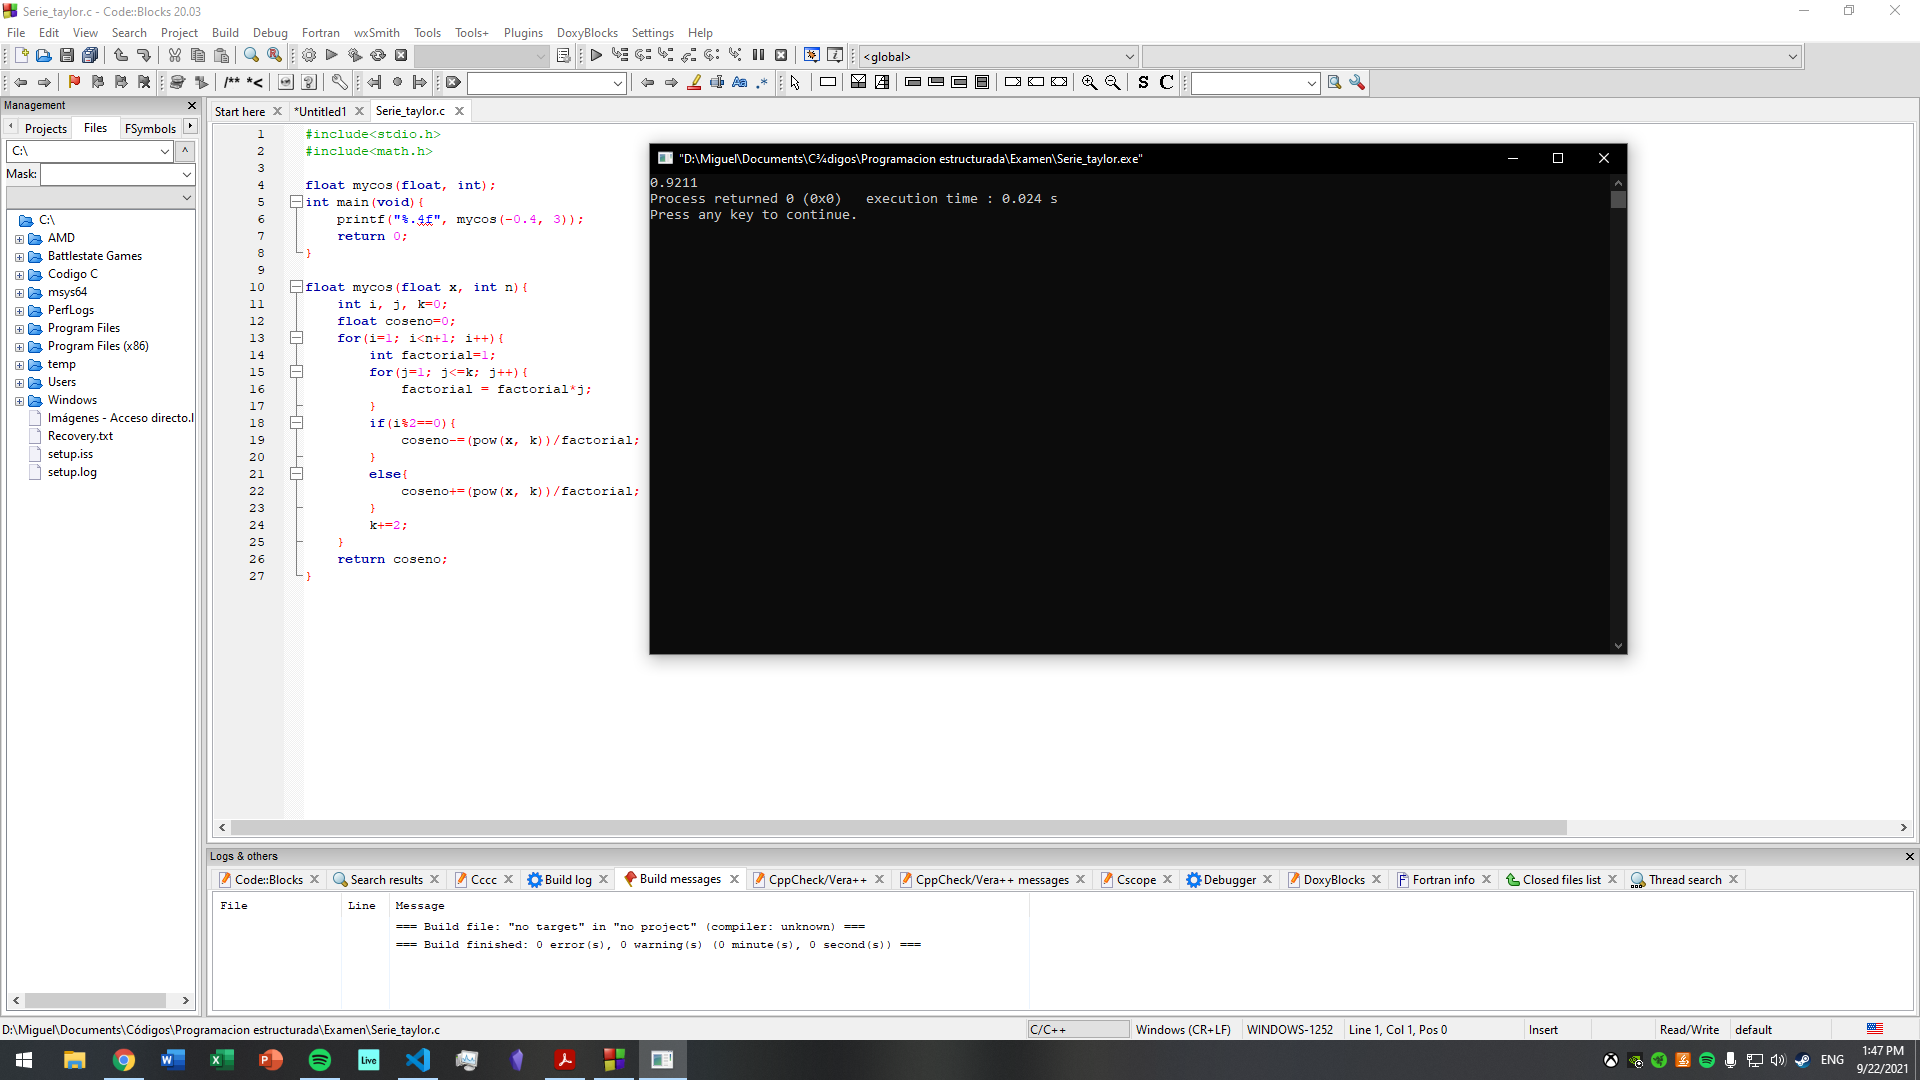 Serie_taylor.c - Code::Blocks 20.03
File Edit View Search Project Build Debug Fortran wxSmith Tools Tools+ Plugins DoxyBlocks Settings Help
<global>
/** *<
Aa .*
S C
Management
Projects Files FSymbols
C:\
^
Mask:
C:\
AMD
Battlestate Games
Codigo C
msys64
PerfLogs
Program Files
Program Files (x86)
temp
Users
Windows
Imágenes - Acceso directo.l
Recovery.txt
setup.iss
setup.log
Start here *Untitled1 Serie_taylor.c
1 #include<stdio.h>
2 #include<math.h>
3
4 float mycos(float, int);
5 int main(void){
6 printf("%.4f", mycos(-0.4, 3));
7 return 0;
8 }
9
10 float mycos(float x, int n){
11 int i, j, k=0;
12 float coseno=0;
13 for(i=1; i<n+1; i++){
14 int factorial=1;
15 for(j=1; j<=k; j++){
16 factorial = factorial*j;
17 }
18 if(i%2==0){
19 coseno-=(pow(x, k))/factorial;
20 }
21 else{
22 coseno+=(pow(x, k))/factorial;
23 }
24 k+=2;
25 }
26 return coseno;
27 }
"D:\Miguel\Documents\C¾digos\Programacion estructurada\Examen\Serie_taylor.exe"
0.9211
Process returned 0 (0x0) execution time : 0.024 s
Press any key to continue.
Logs & others
Code::Blocks Search results Cccc Build log Build messages CppCheck/Vera++ CppCheck/Vera++ messages Cscope Debugger DoxyBlocks Fortran info Closed files list Thread search
File Line Message
=== Build file: "no target" in "no project" (compiler: unknown) ===
=== Build finished: 0 error(s), 0 warning(s) (0 minute(s), 0 second(s)) ===
D:\Miguel\Documents\Códigos\Programacion estructurada\Examen\Serie_taylor.c C/C++ Windows (CR+LF) WINDOWS-1252 Line 1, Col 1, Pos 0 Insert Read/Write default
Live
ENG
1:47 PM
9/22/2021